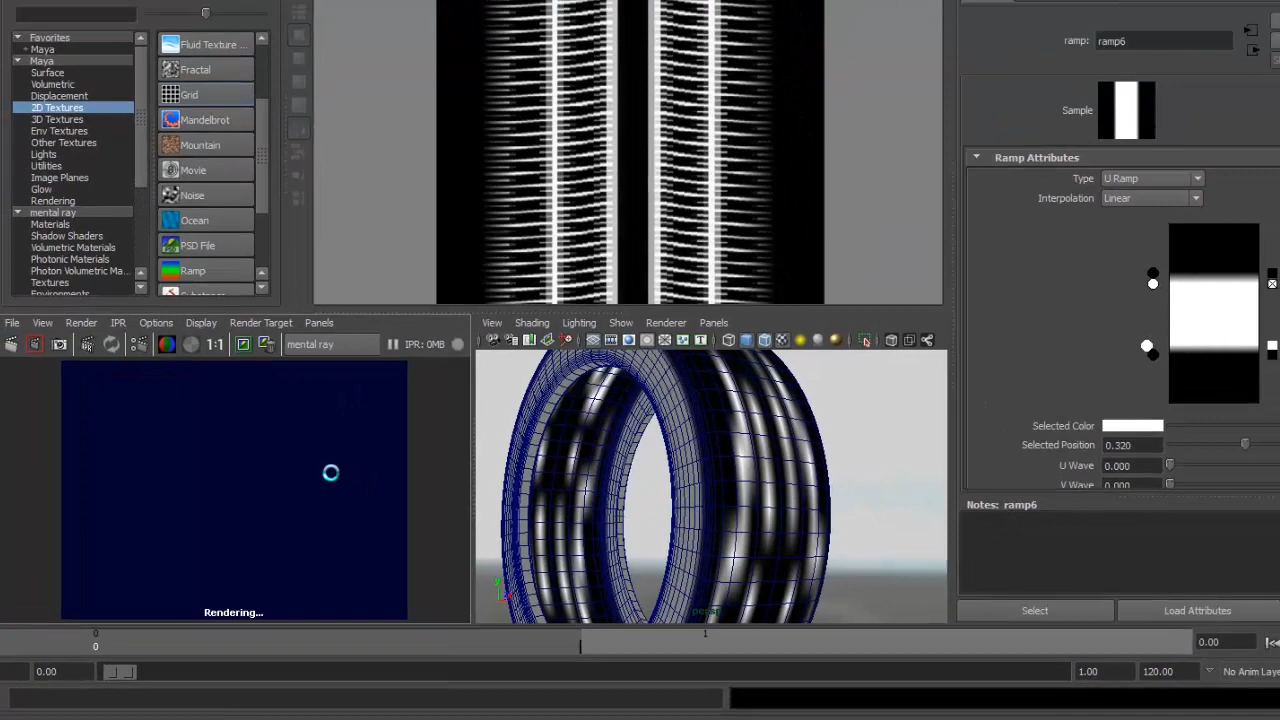 Favorites
Maya
Maya
Surface
Volumetric
Displacement
2D Textures
3D Textures
Env Textures
Other Textures
Lights
Utilities
Image Planes
Glow
Rendering
mental ray
Materials
Shadow Shaders
Volumetric Materials
Photonic Materials
Photon Volumetric Ma...
Textures
Environments
Fluid Texture ...
Fractal
Grid
Mandelbrot
Mountain
Movie
Noise
Ocean
PSD File
Ramp
ramp: ramp6
Sample
Ramp Attributes
Type U Ramp
Interpolation Linear
Selected Color
Selected Position 0.320
U Wave 0.000
V Wave 0.000
Notes: ramp6
Select Load Attributes
File View Render IPR Options Display Render Target Panels
1:1 mental ray IPR: 0MB
Rendering...
View Shading Lighting Show Renderer Panels
y
persp
0 1
0 0.00
0.00 1.00 120.00 No Anim Laye